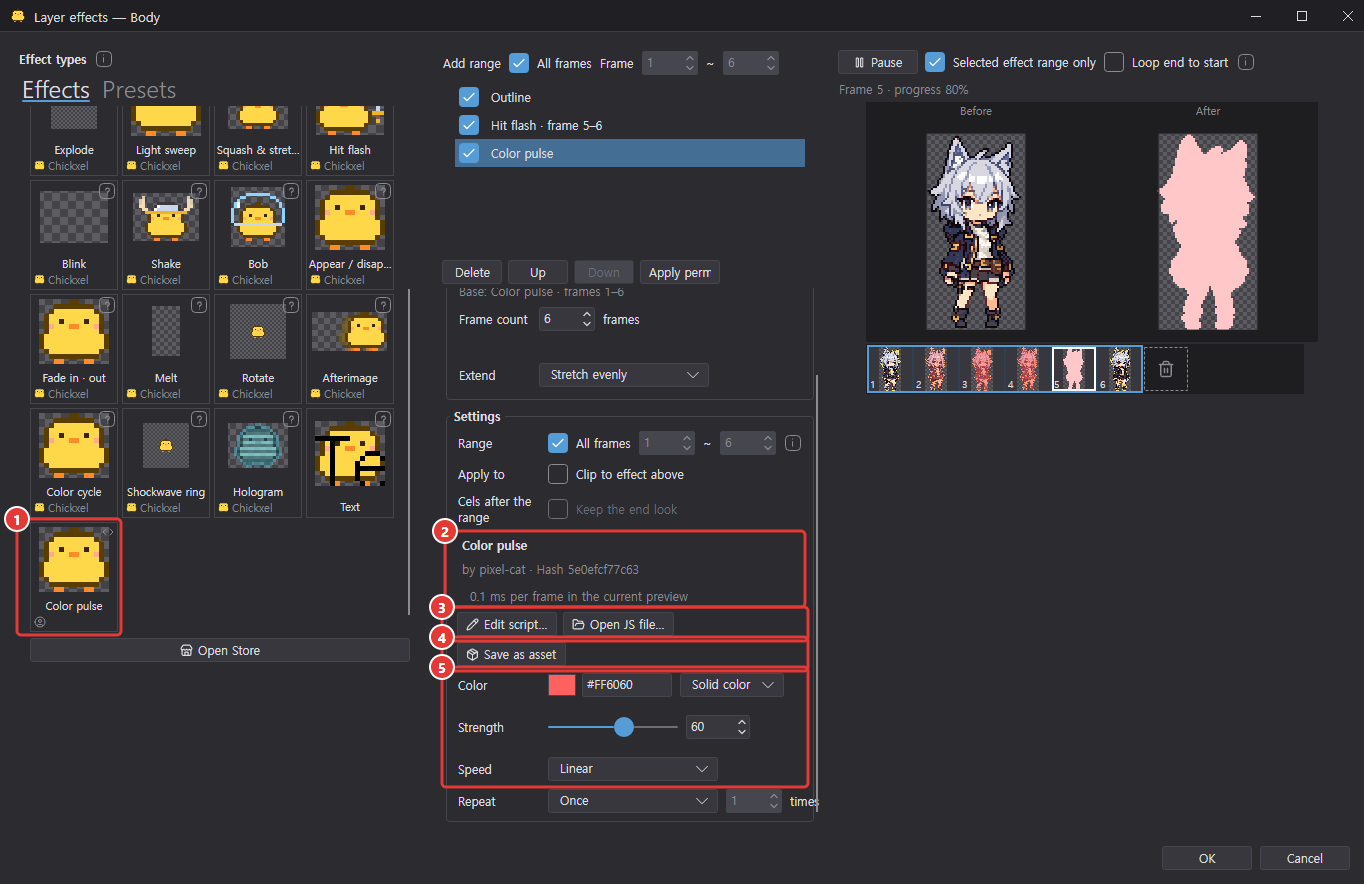 Layer effects — Body
Effect types
Effects Presets
Explode
Light sweep
Squash & stret...
Hit flash
Chickxel
Chickxel
Chickxel
Chickxel
?
?
?
?
Blink
Shake
Bob
Appear / disap...
Chickxel
Chickxel
Chickxel
Chickxel
?
?
?
?
Fade in · out
Melt
Rotate
Afterimage
Chickxel
Chickxel
Chickxel
Chickxel
?
?
?
?
Color cycle
Shockwave ring
Hologram
Text
Chickxel
Chickxel
Chickxel
1
Color pulse
Open Store
Add range All frames Frame 1 ~ 6
Outline
Hit flash · frame 5–6
Color pulse
Delete Up Down Apply perm
Base: Color pulse · frames 1–6
Frame count 6 frames
Extend Stretch evenly
Settings
Range All frames 1 ~ 6
Apply to Clip to effect above
Cels after the
range
Keep the end look
2
Color pulse
by pixel-cat · Hash 5e0efcf77c63
0.1 ms per frame in the current preview
3
Edit script... Open JS file...
4
Save as asset
5
Color #FF6060 Solid color
Strength 60
Speed Linear
Repeat Once 1 times
Pause Selected effect range only Loop end to start
Frame 5 · progress 80%
Before After
1 2 3 4 5 6
OK Cancel